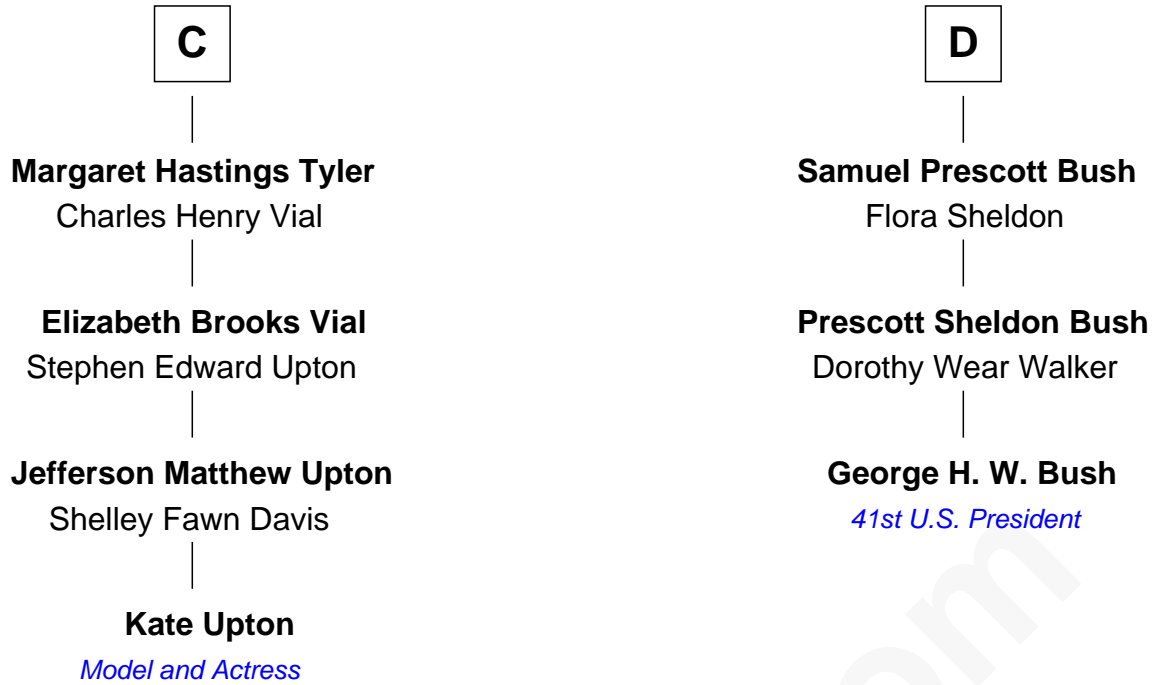 C
Margaret Hastings Tyler
Charles Henry Vial
Elizabeth Brooks Vial
Stephen Edward Upton
Jefferson Matthew Upton
Shelley Fawn Davis
Kate Upton
Model and Actress
D
Samuel Prescott Bush
Flora Sheldon
Prescott Sheldon Bush
Dorothy Wear Walker
George H. W. Bush
41st U.S. President
om